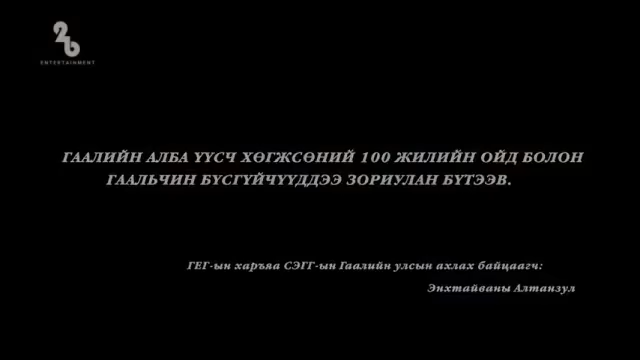 26
ENTERTAINMENT
ГААЛИЙН АЛБА ҮҮСЧ ХӨГЖСӨНИЙ 100 ЖИЛИЙН ОЙД БОЛОН
ГААЛЬЧИН БҮСГҮЙЧҮҮДДЭЭ ЗОРИУЛАН БҮТЭЭВ.
ГЕГ-ын харъяа СЭГГ-ын Гаалийн улсын ахлах байцаагч:
Энхтайваны Алтанзул